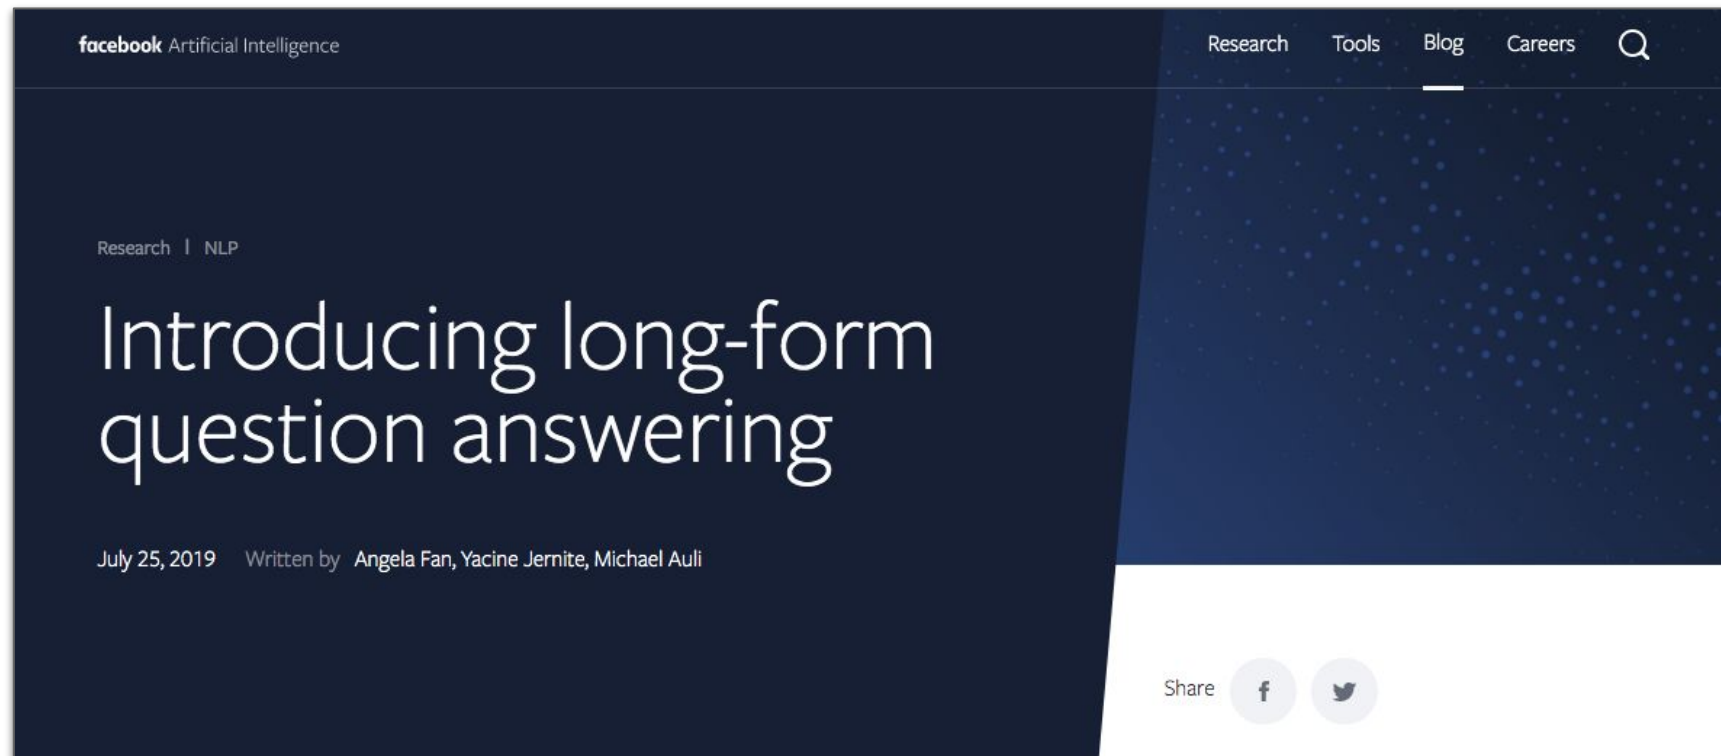 facebook Artificial Intelligence
Research Tools Blog Careers
Research | NLP
Introducing long-form
question answering
July 25, 2019 Written by Angela Fan, Yacine Jernite, Michael Auli
Share